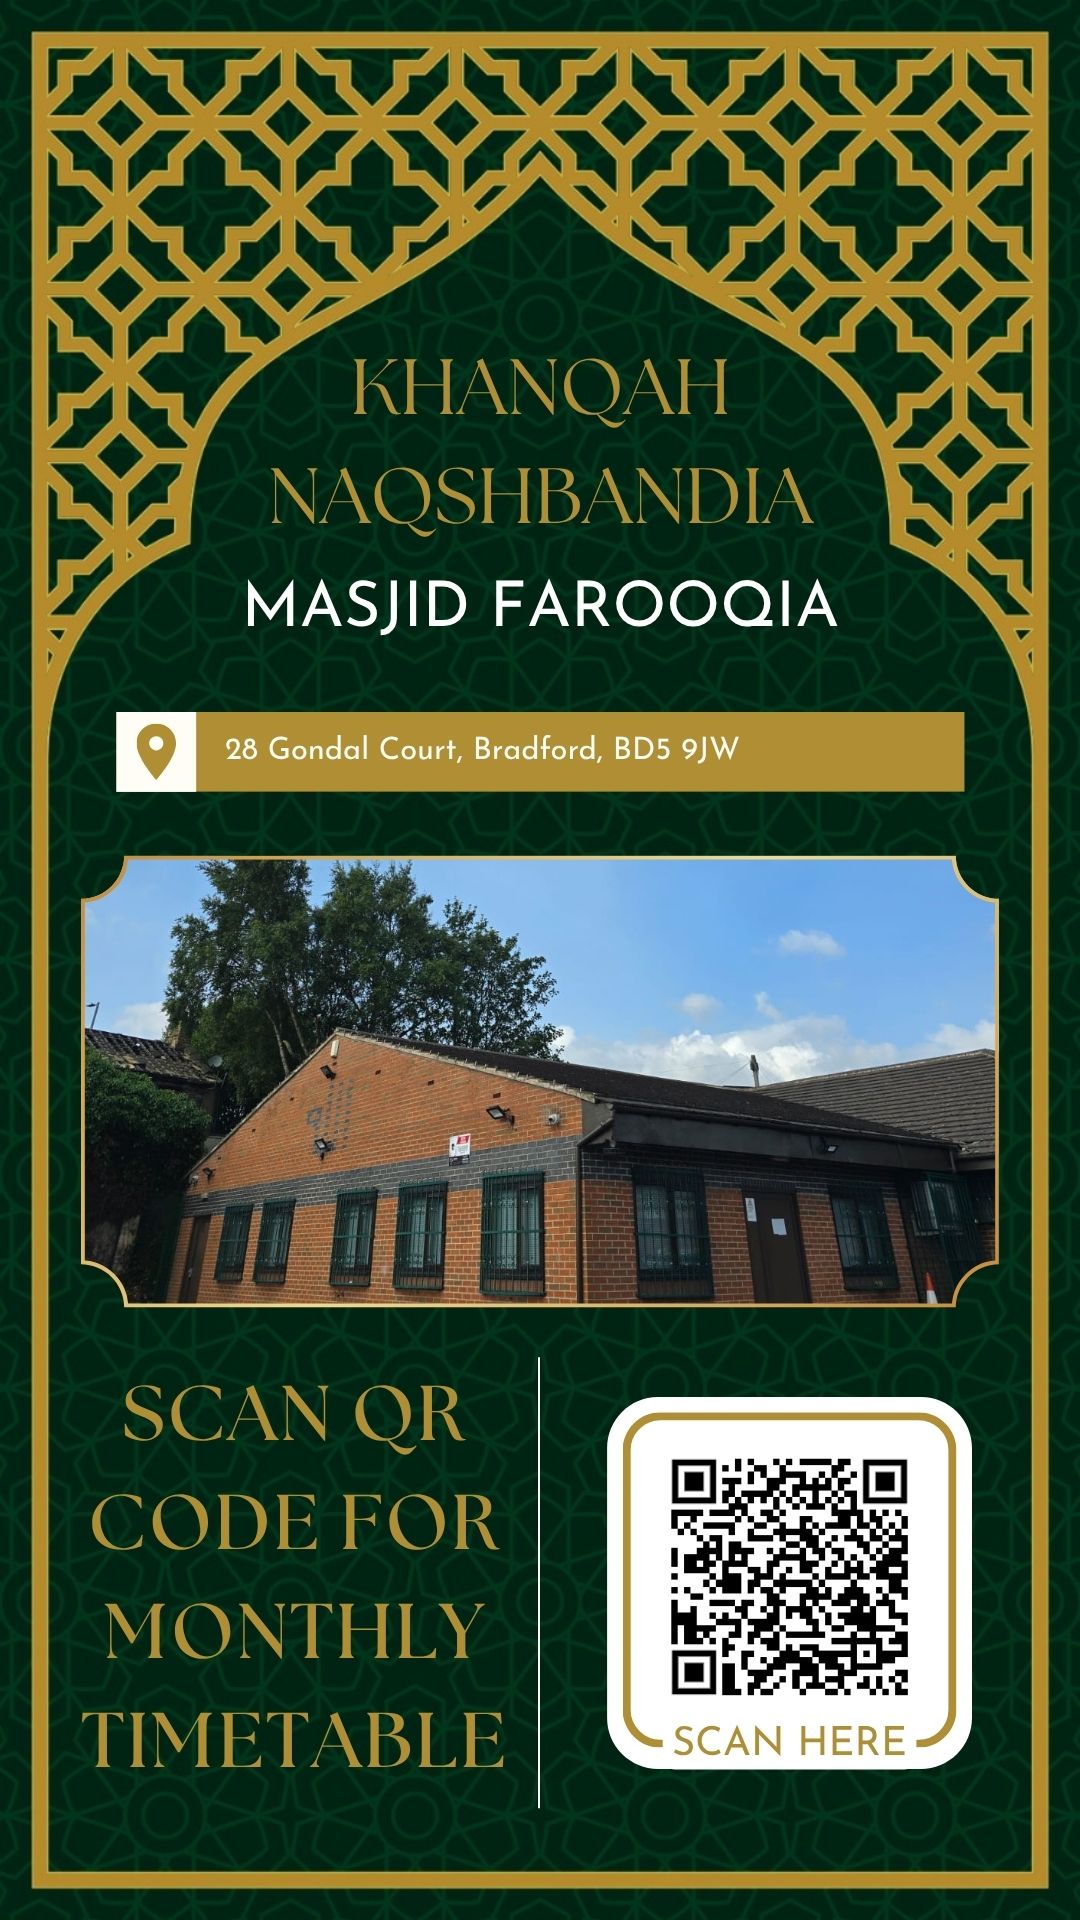 KHANQAH
NAQSHBANDIA
MASJID FAROOQIA
28 Gondal Court, Bradford, BD5 9JW
SCAN QR
CODE FOR
MONTHLY
TIMETABLE
SCAN HERE